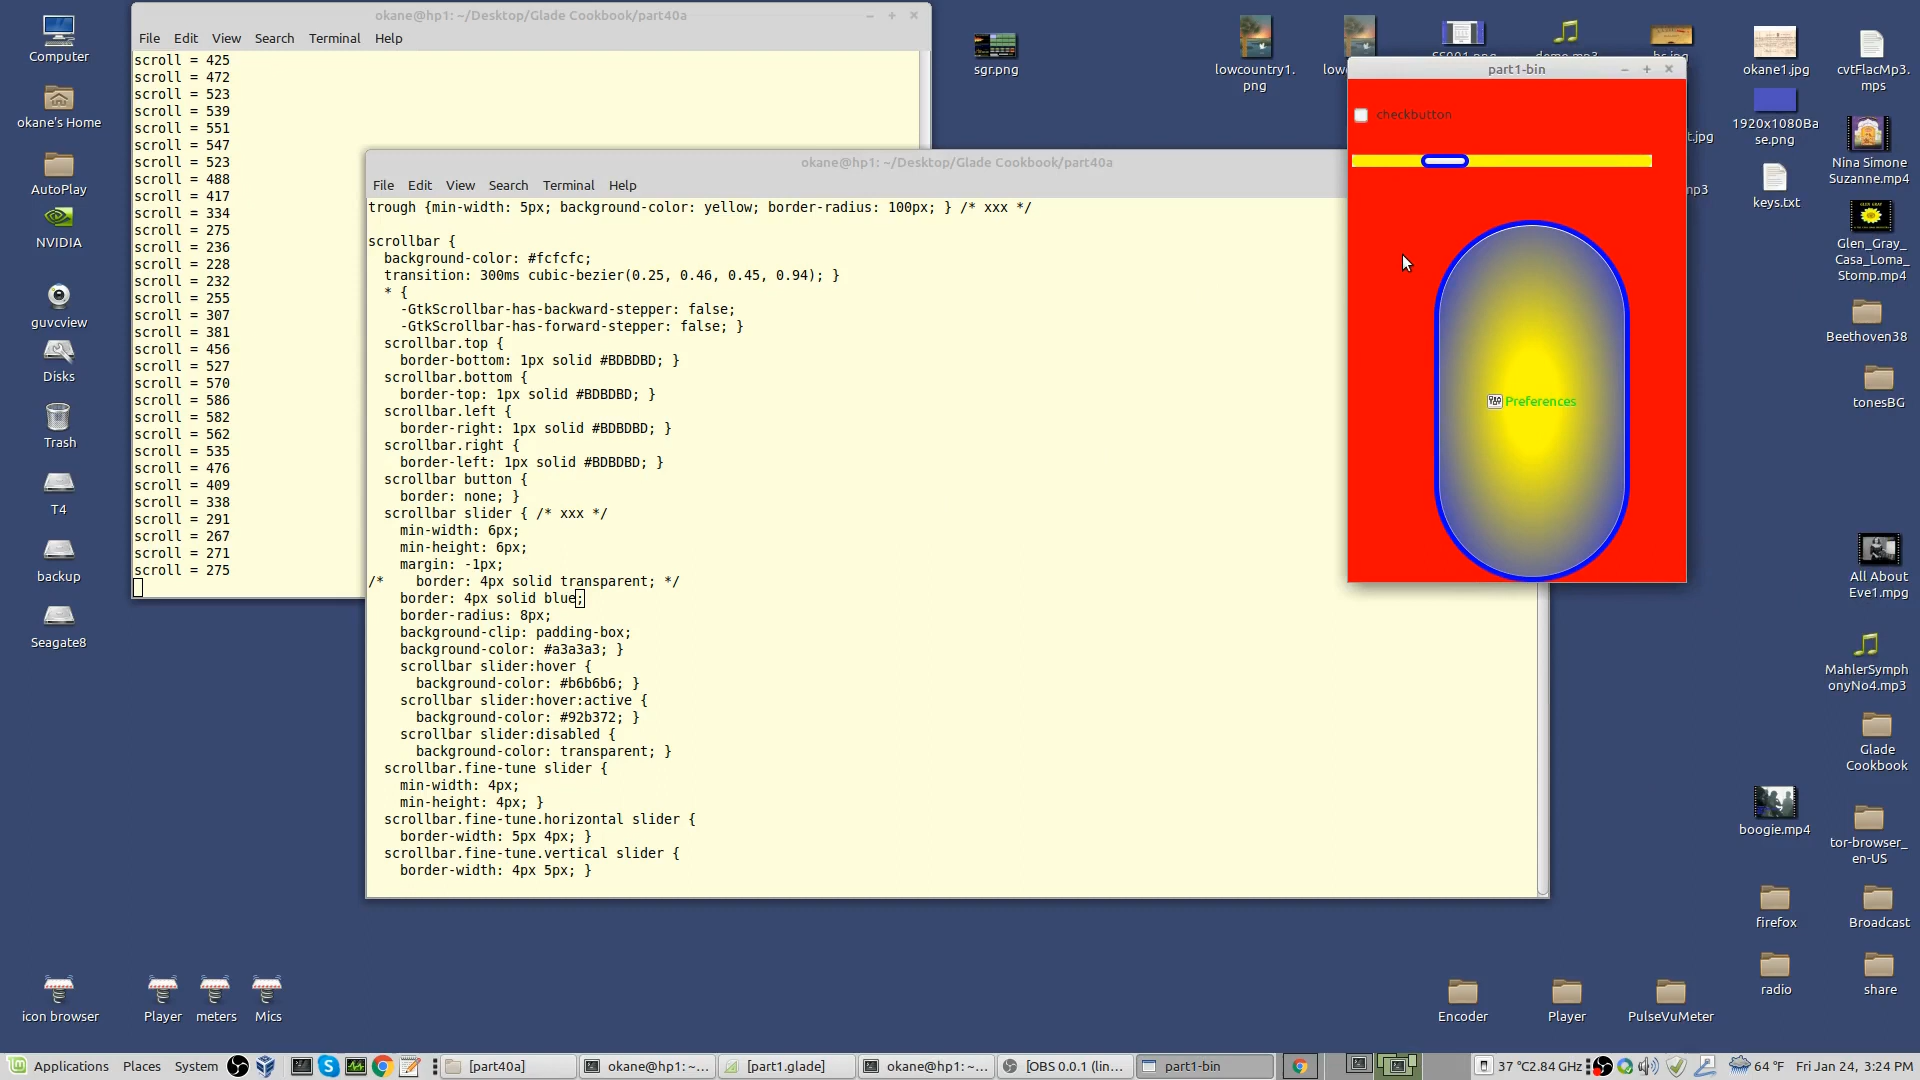 okane@hp1: ~/Desktop/Glade Cookbook/part40a
File Edit View Search Terminal Help
scroll = 425
scroll = 472
scroll = 523
scroll = 539
scroll = 551
scroll = 547
scroll = 523
scroll = 488
scroll = 417
scroll = 334
scroll = 275
scroll = 236
scroll = 228
scroll = 232
scroll = 255
scroll = 307
scroll = 381
scroll = 456
scroll = 527
scroll = 570
scroll = 586
scroll = 582
scroll = 562
scroll = 535
scroll = 476
scroll = 409
scroll = 338
scroll = 291
scroll = 267
scroll = 271
scroll = 275
okane@hp1: ~/Desktop/Glade Cookbook/part40a
File Edit View Search Terminal Help
trough {min-width: 5px; background-color: yellow; border-radius: 100px; } /* xxx */
scrollbar {
background-color: #fcfcfc;
transition: 300ms cubic-bezier(0.25, 0.46, 0.45, 0.94); }
* {
-GtkScrollbar-has-backward-stepper: false;
-GtkScrollbar-has-forward-stepper: false; }
scrollbar.top {
border-bottom: 1px solid #BDBDBD; }
scrollbar.bottom {
border-top: 1px solid #BDBDBD; }
scrollbar.left {
border-right: 1px solid #BDBDBD; }
scrollbar.right {
border-left: 1px solid #BDBDBD; }
scrollbar button {
border: none; }
scrollbar slider { /* xxx */
min-width: 6px;
min-height: 6px;
margin: -1px;
/* border: 4px solid transparent; */
border: 4px solid blue;
border-radius: 8px;
background-clip: padding-box;
background-color: #a3a3a3; }
scrollbar slider:hover {
background-color: #b6b6b6; }
scrollbar slider:hover:active {
background-color: #92b372; }
scrollbar slider:disabled {
background-color: transparent; }
scrollbar.fine-tune slider {
min-width: 4px;
min-height: 4px; }
scrollbar.fine-tune.horizontal slider {
border-width: 5px 4px; }
scrollbar.fine-tune.vertical slider {
border-width: 4px 5px; }
part1-bin
checkbutton
Preferences
Computer
okane's Home
AutoPlay
NVIDIA
guvcview
Disks
Trash
T4
backup
Seagate8
icon browser
Player
meters
Mics
sgr.png
lowcountry1.
png
okane1.jpg
cvtFlacMp3.
mps
1920x1080Ba
se.png
Nina Simone
Suzanne.mp4
keys.txt
Glen_Gray_
Casa_Loma_
Stomp.mp4
Beethoven38
tonesBG
All About
Eve1.mpg
MahlerSymph
onyNo4.mp3
Glade
Cookbook
boogie.mp4
tor-browser_
en-US
firefox
Broadcast
radio
share
Encoder
Player
PulseVuMeter
Applications Places System
[part40a]
okane@hp1: ~...
[part1.glade]
okane@hp1: ~...
[OBS 0.0.1 (lin...
part1-bin
37 ℃ 2.84 GHz
64 °F
Fri Jan 24, 3:24 PM